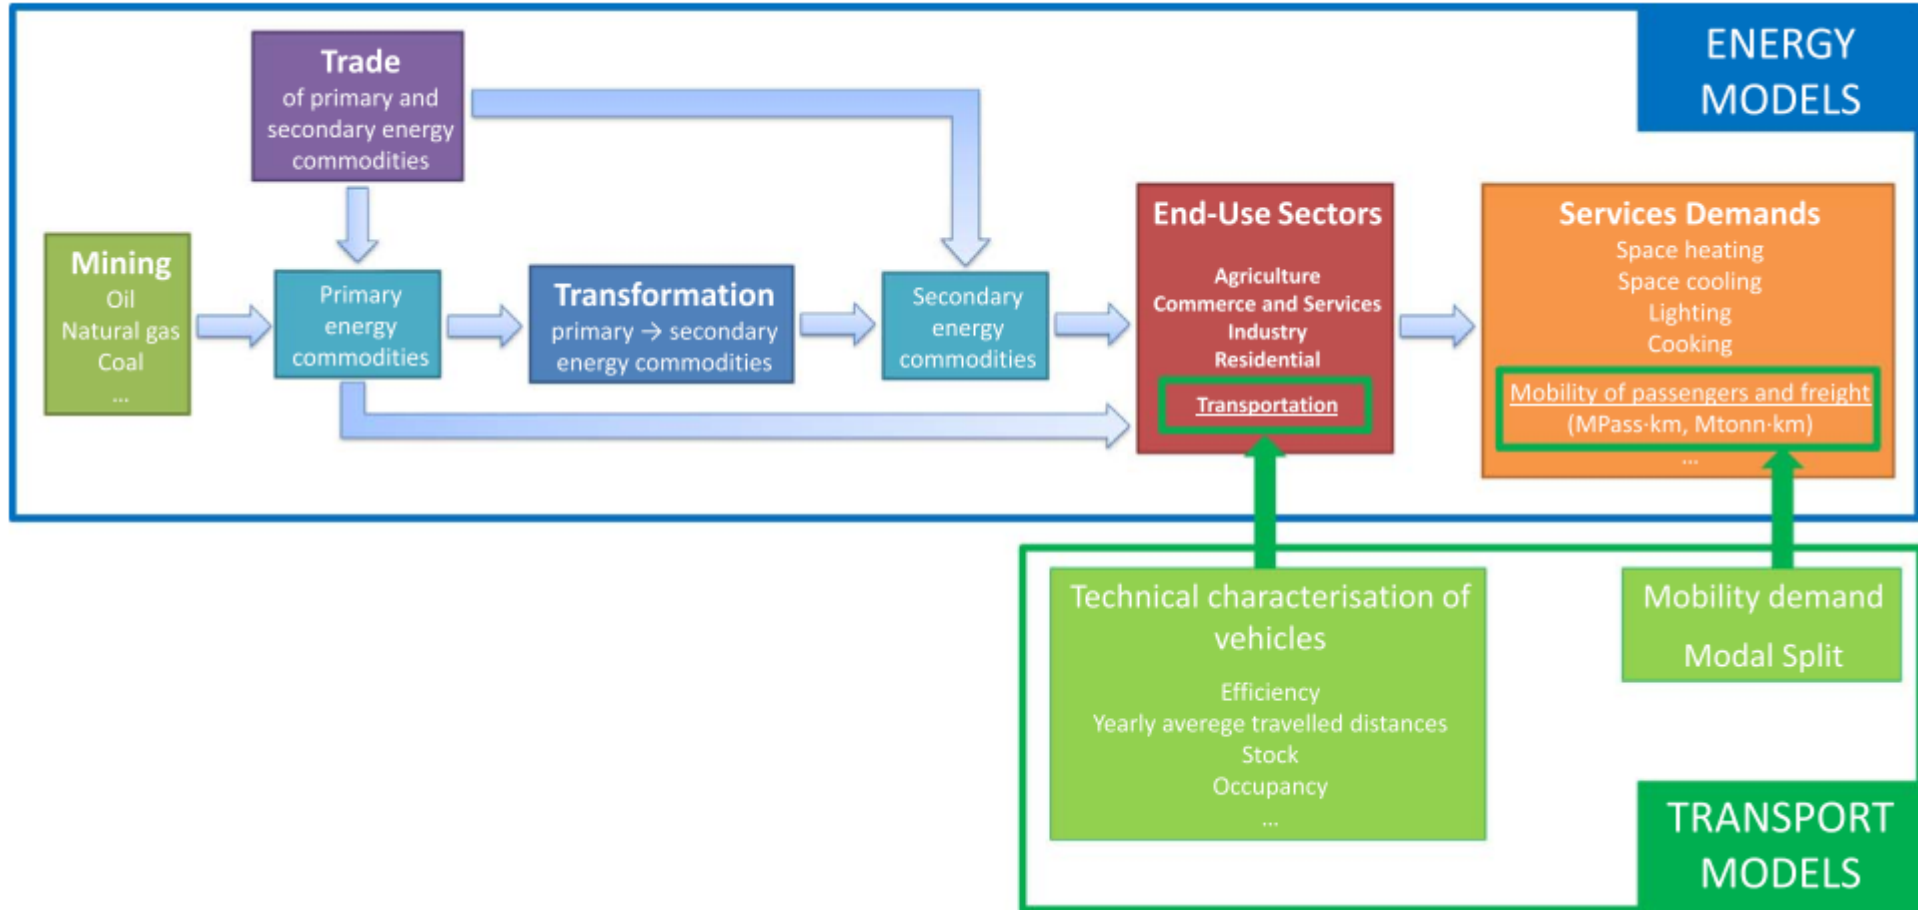 ENERGY
MODELS
Trade
of primary and
secondary energy
commodities
Mining
Oil
Natural gas
Coal
...
Primary
energy
commodities
Transformation
primary → secondary
energy commodities
Secondary
energy
commodities
End-Use Sectors
Agriculture
Commerce and Services
Industry
Residential
Transportation
Services Demands
Space heating
Space cooling
Lighting
Cooking
Mobility of passengers and freight
(MPass·km, Mtonn·km)
...
Technical characterisation of
vehicles
Efficiency
Yearly averege travelled distances
Stock
Occupancy
...
Mobility demand
Modal Split
TRANSPORT
MODELS